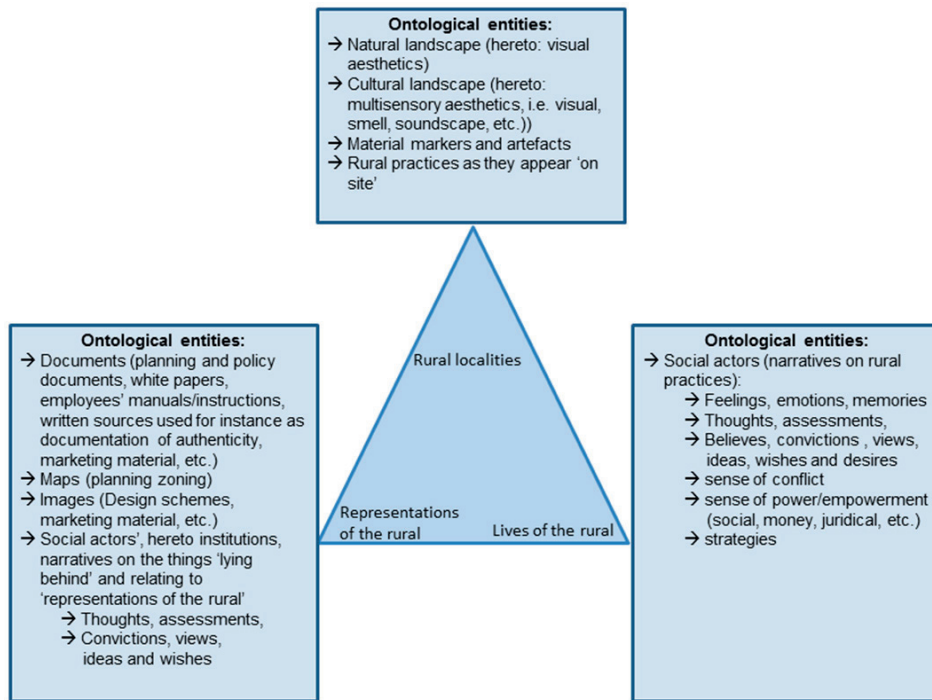 Ontological entities:
→ Natural landscape (hereto: visual
aesthetics)
→ Cultural landscape (hereto:
multisensory aesthetics, i.e. visual,
smell, soundscape, etc.))
→ Material markers and artefacts
→ Rural practices as they appear ‘on
site’
Rural localities
Representations
of the rural
Lives of the rural
Ontological entities:
→ Documents (planning and policy
documents, white papers,
employees’ manuals/instructions,
written sources used for instance as
documentation of authenticity,
marketing material, etc.)
→ Maps (planning zoning)
→ Images (Design schemes,
marketing material, etc.)
→ Social actors’, hereto institutions,
narratives on the things ‘lying
behind’ and relating to
‘representations of the rural’
→ Thoughts, assessments,
→ Convictions, views,
ideas and wishes
Ontological entities:
→ Social actors (narratives on rural
practices):
→ Feelings, emotions, memories
→ Thoughts, assessments,
→ Believes, convictions , views,
ideas, wishes and desires
→ sense of conflict
→ sense of power/empowerment
(social, money, juridical, etc.)
→ strategies